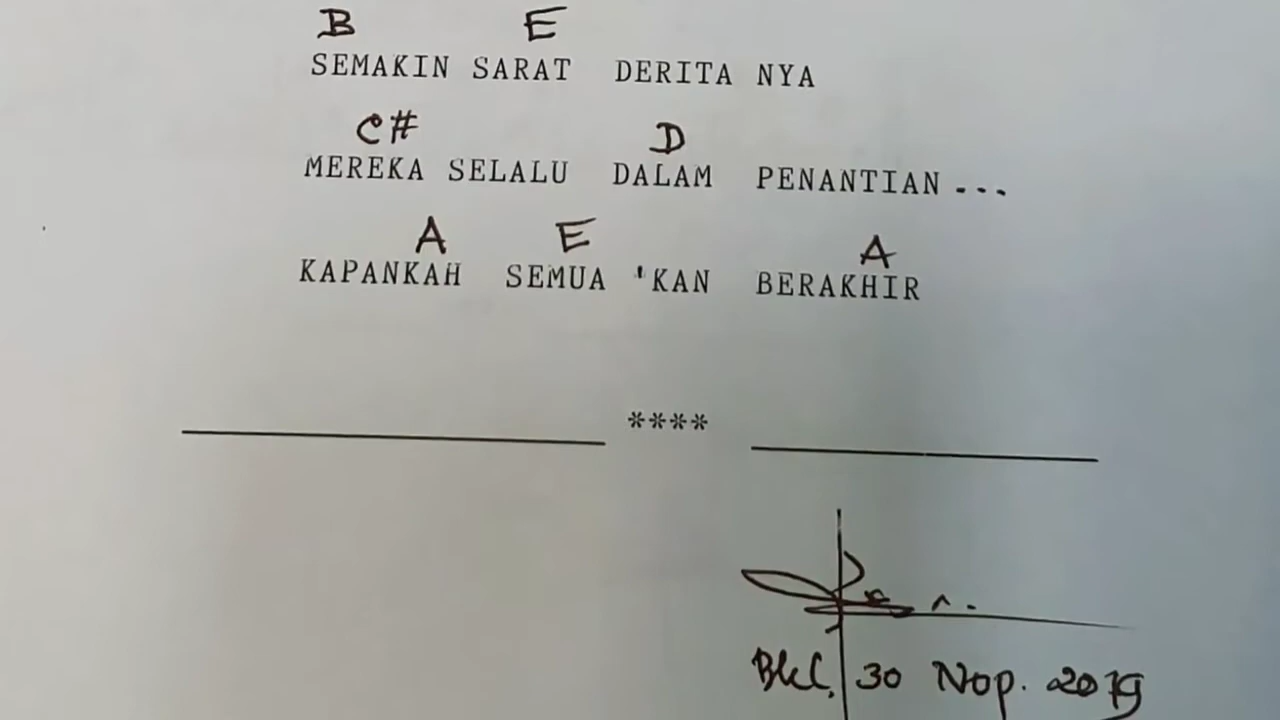 B E
SEMAKIN SARAT DERITA NYA
C# D
MEREKA SELALU DALAM PENANTIAN ---
A E A
KAPANKAH SEMUA 'KAN BERAKHIR
****
Bkl, 30 Nop. 2019